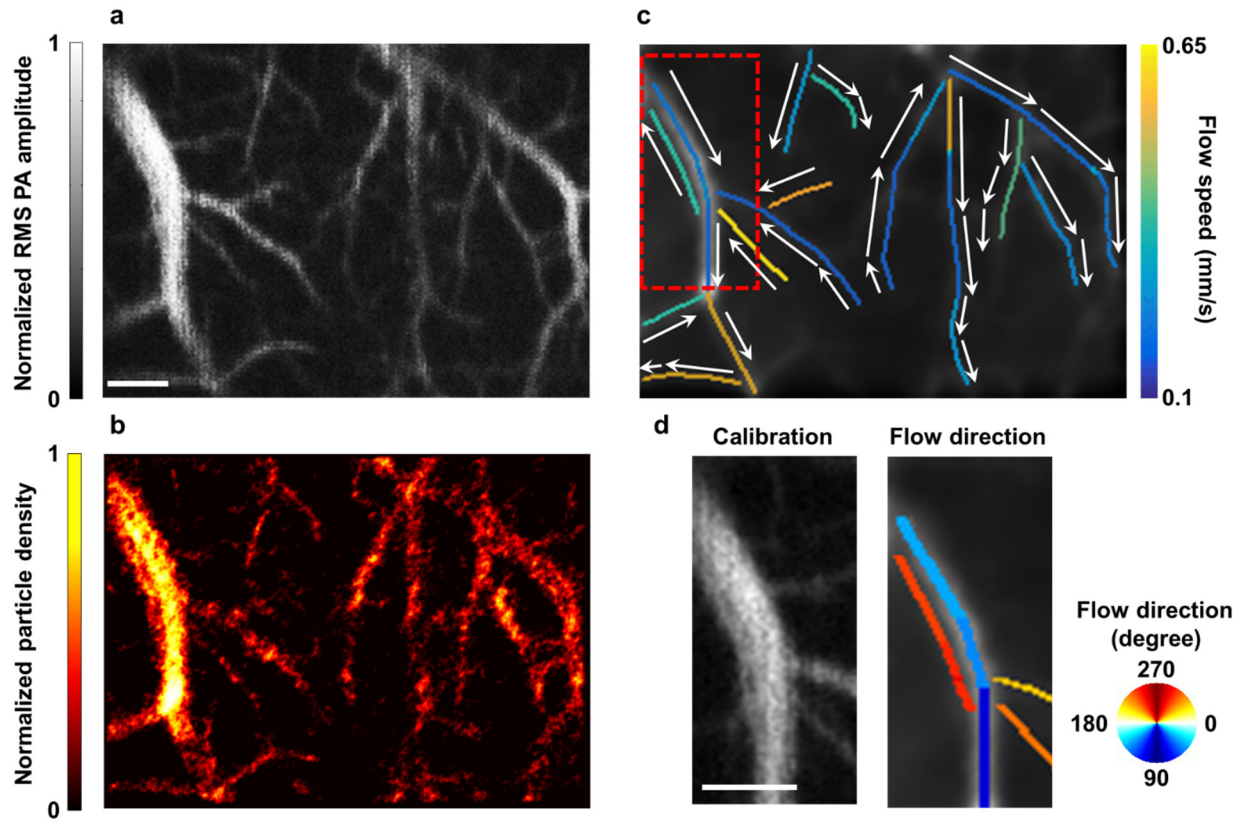 a
1
Normalized RMS PA amplitude
0
b
1
Normalized particle density
0
c
0.65
Flow speed (mm/s)
0.1
d
Calibration
Flow direction
Flow direction
(degree)
270
180
0
90